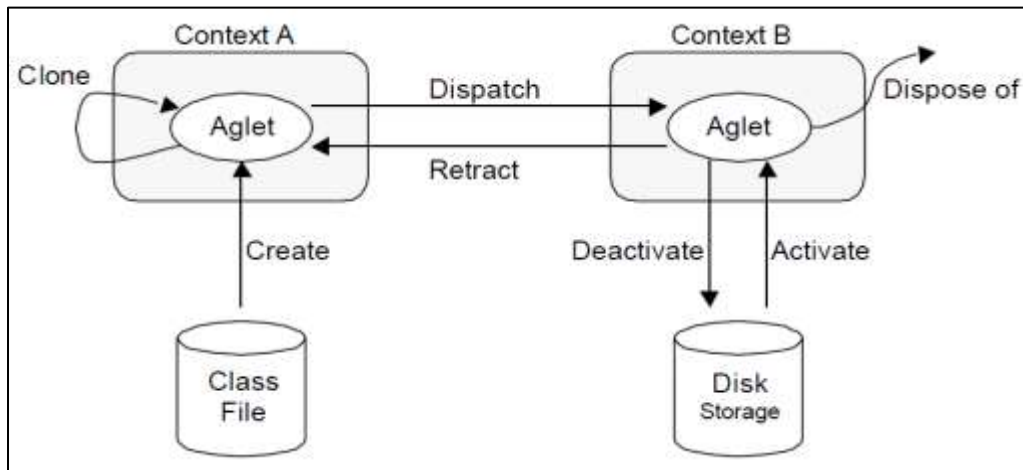 Context A
Context B
Clone
Dispatch
Dispose of
Aglet
Aglet
Retract
Create
Deactivate
Activate
Class
File
Disk
Storage